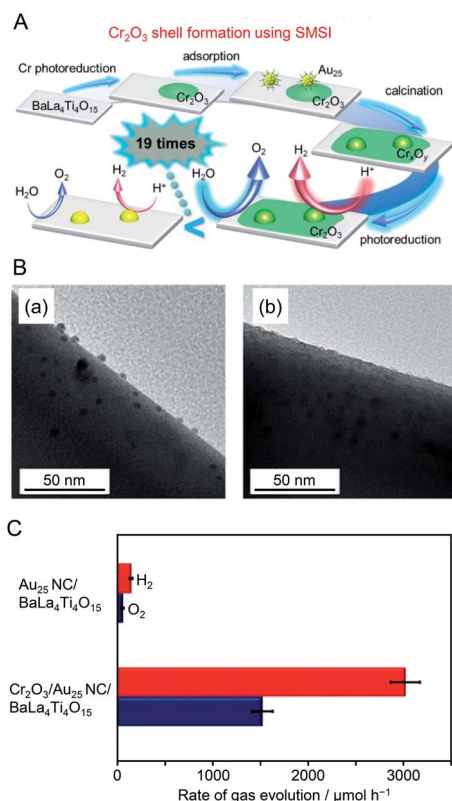 A
Cr₂O₃ shell formation using SMSI
adsorption
Cr photoreduction
Au₂₅
calcination
BaLa₄Ti₄O₁₅
Cr₂O₃
Cr₂O₃
CrₓOᵧ
19 times
O₂
H₂
H₂O
H⁺
O₂
H₂
H₂O
H⁺
<
Cr₂O₃
photoreduction
B
(a)
50 nm
(b)
50 nm
C
Au₂₅ NC/
BaLa₄Ti₄O₁₅
H₂
O₂
Cr₂O₃/Au₂₅ NC/
BaLa₄Ti₄O₁₅
0 1000 2000 3000
Rate of gas evolution / μmol h⁻¹